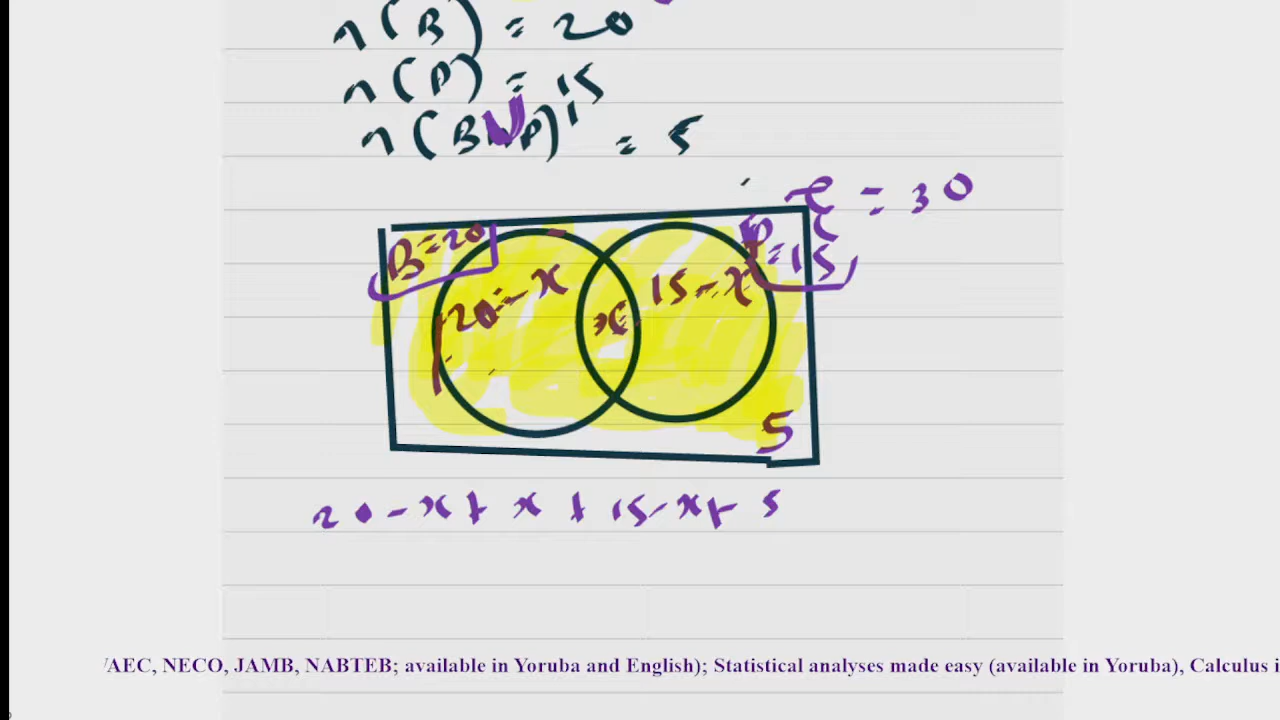 n(B) = 20
n(P) = 15
n(B∪P)' = 5
ξ = 30
B=20
P=15
20-x
x
15-x
5
20-x+x+15-x+5
AEC, NECO, JAMB, NABTEB; available in Yoruba and English); Statistical analyses made easy (available in Yoruba), Calculus i